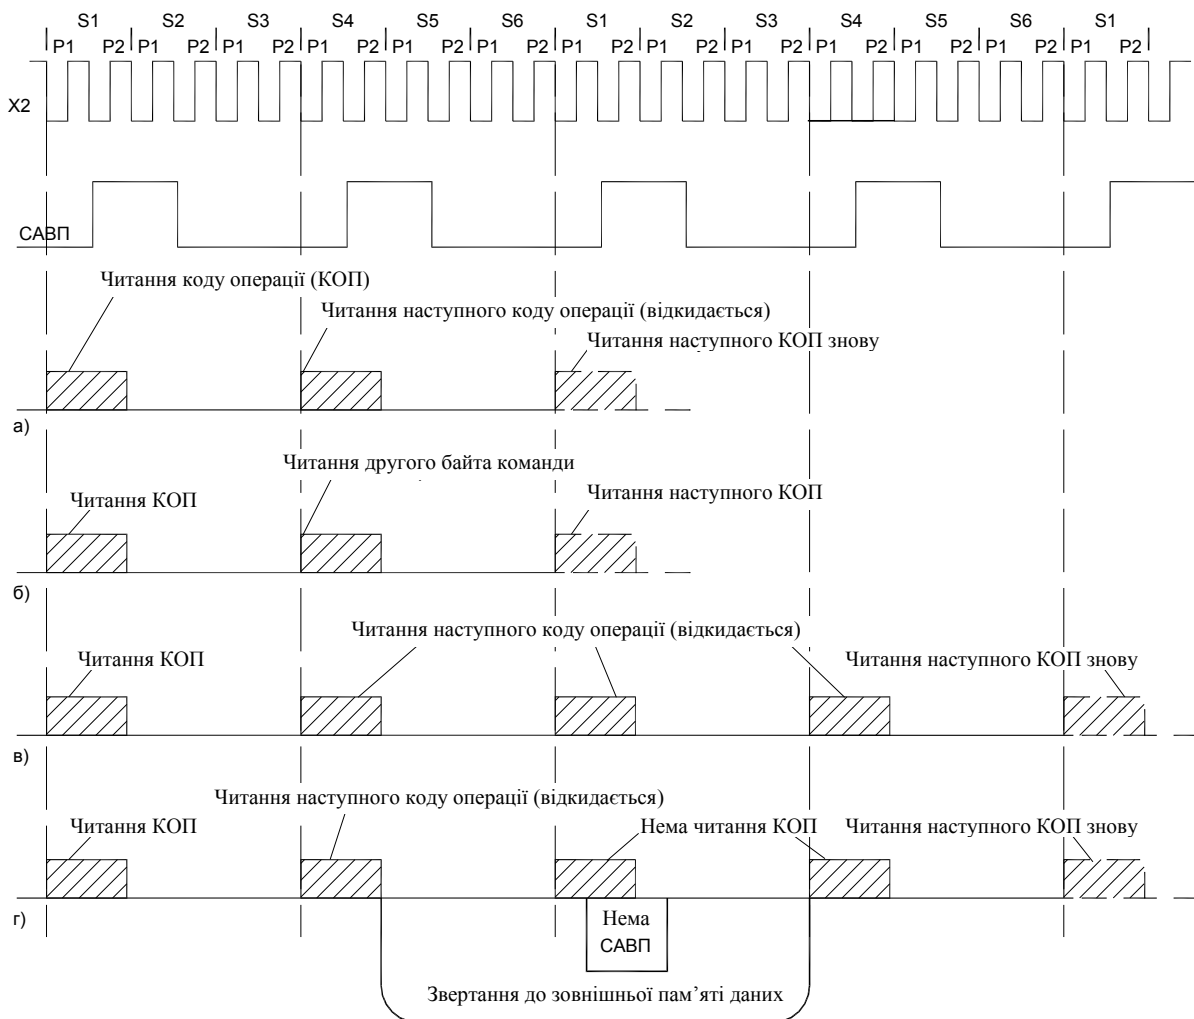 S1 S2 S3 S4 S5 S6 S1 S2 S3 S4 S5 S6 S1
P1 P2 P1 P2 P1 P2 P1 P2 P1 P2 P1 P2 P1 P2 P1 P2 P1 P2 P1 P2 P1 P2 P1 P2 P1 P2
X2
САВП
Читання коду операції (КОП)
Читання наступного коду операції (відкидається)
Читання наступного КОП знову
а)
Читання другого байта команди
Читання КОП
Читання наступного КОП
б)
Читання наступного коду операції (відкидається)
Читання КОП
Читання наступного КОП знову
в)
Читання наступного коду операції (відкидається)
Читання КОП
Нема читання КОП
Читання наступного КОП знову
г)
Нема
САВП
Звертання до зовнішньої пам’яті даних